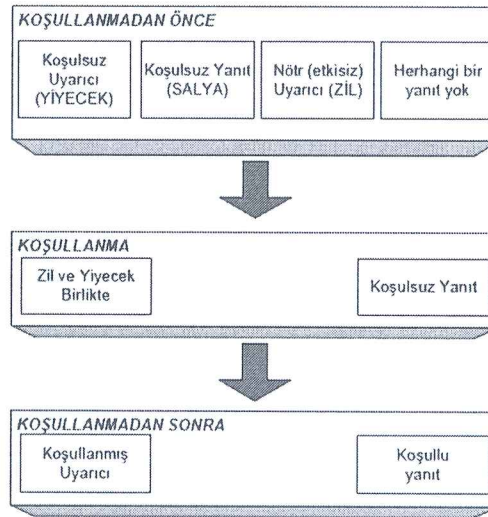 KOŞULLANMADAN ÖNCE
Koşulsuz
Uyarıcı
(YİYECEK)
Koşulsuz Yanıt
(SALYA)
Nötr (etkisiz)
Uyarıcı (ZİL)
Herhangi bir
yanıt yok
KOŞULLANMA
Zil ve Yiyecek
Birlikte
Koşulsuz Yanıt
KOŞULLANMADAN SONRA
Koşullanmış
Uyarıcı
Koşullu
yanıt